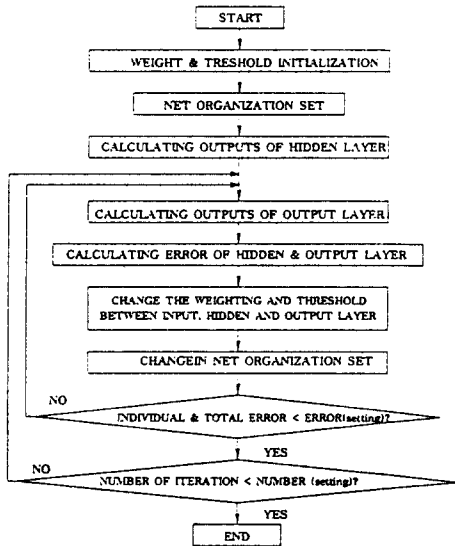 START
WEIGHT & TRESHOLD INITIALIZATION
NET ORGANIZATION SET
CALCULATING OUTPUTS OF HIDDEN LAYER
CALCULATING OUTPUTS OF OUTPUT LAYER
CALCULATING ERROR OF HIDDEN & OUTPUT LAYER
CHANGE THE WEIGHTING AND THRESHOLD
BETWEEN INPUT, HIDDEN AND OUTPUT LAYER
CHANGEIN NET ORGANIZATION SET
NO
INDIVIDUAL & TOTAL ERROR < ERROR(setting)?
YES
NO
NUMBER OF ITERATION < NUMBER (setting)?
YES
END